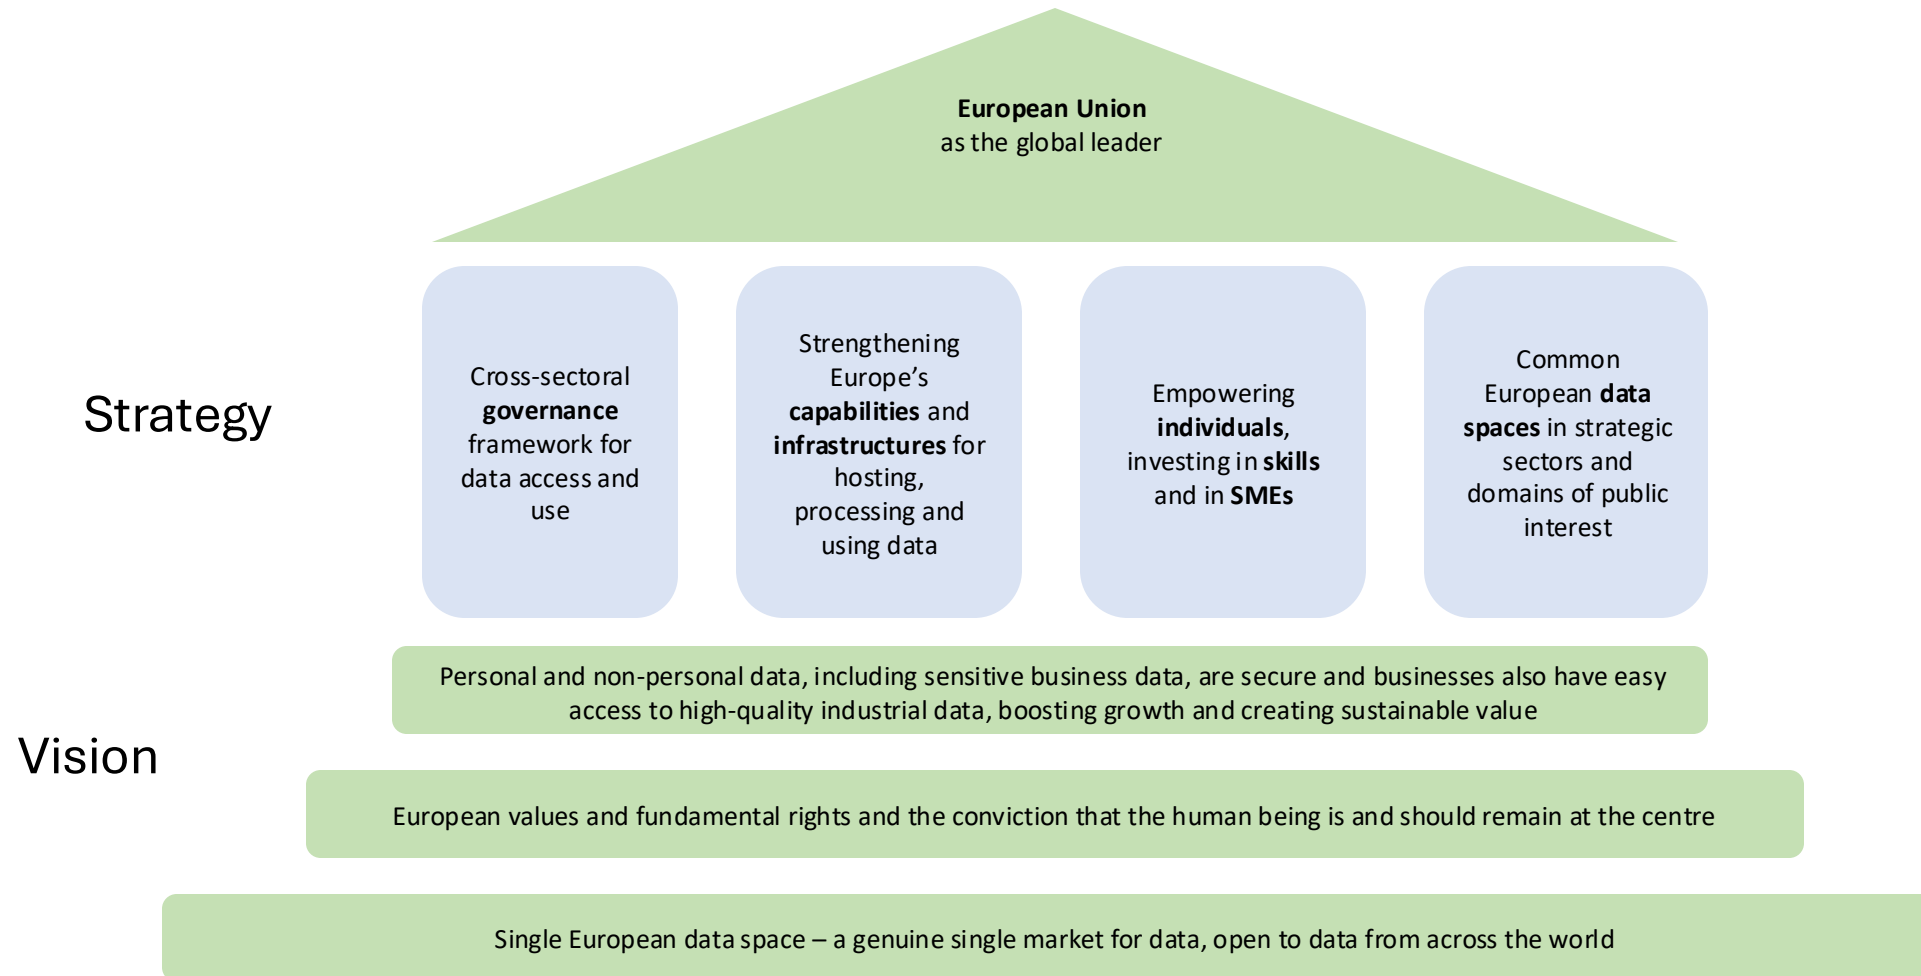 European Union
as the global leader
Strategy
Cross-sectoral
governance
framework for
data access and
use
Strengthening
Europe’s
capabilities and
infrastructures for
hosting,
processing and
using data
Empowering
individuals,
investing in skills
and in SMEs
Common
European data
spaces in strategic
sectors and
domains of public
interest
Vision
Personal and non-personal data, including sensitive business data, are secure and businesses also have easy
access to high-quality industrial data, boosting growth and creating sustainable value
European values and fundamental rights and the conviction that the human being is and should remain at the centre
Single European data space – a genuine single market for data, open to data from across the world